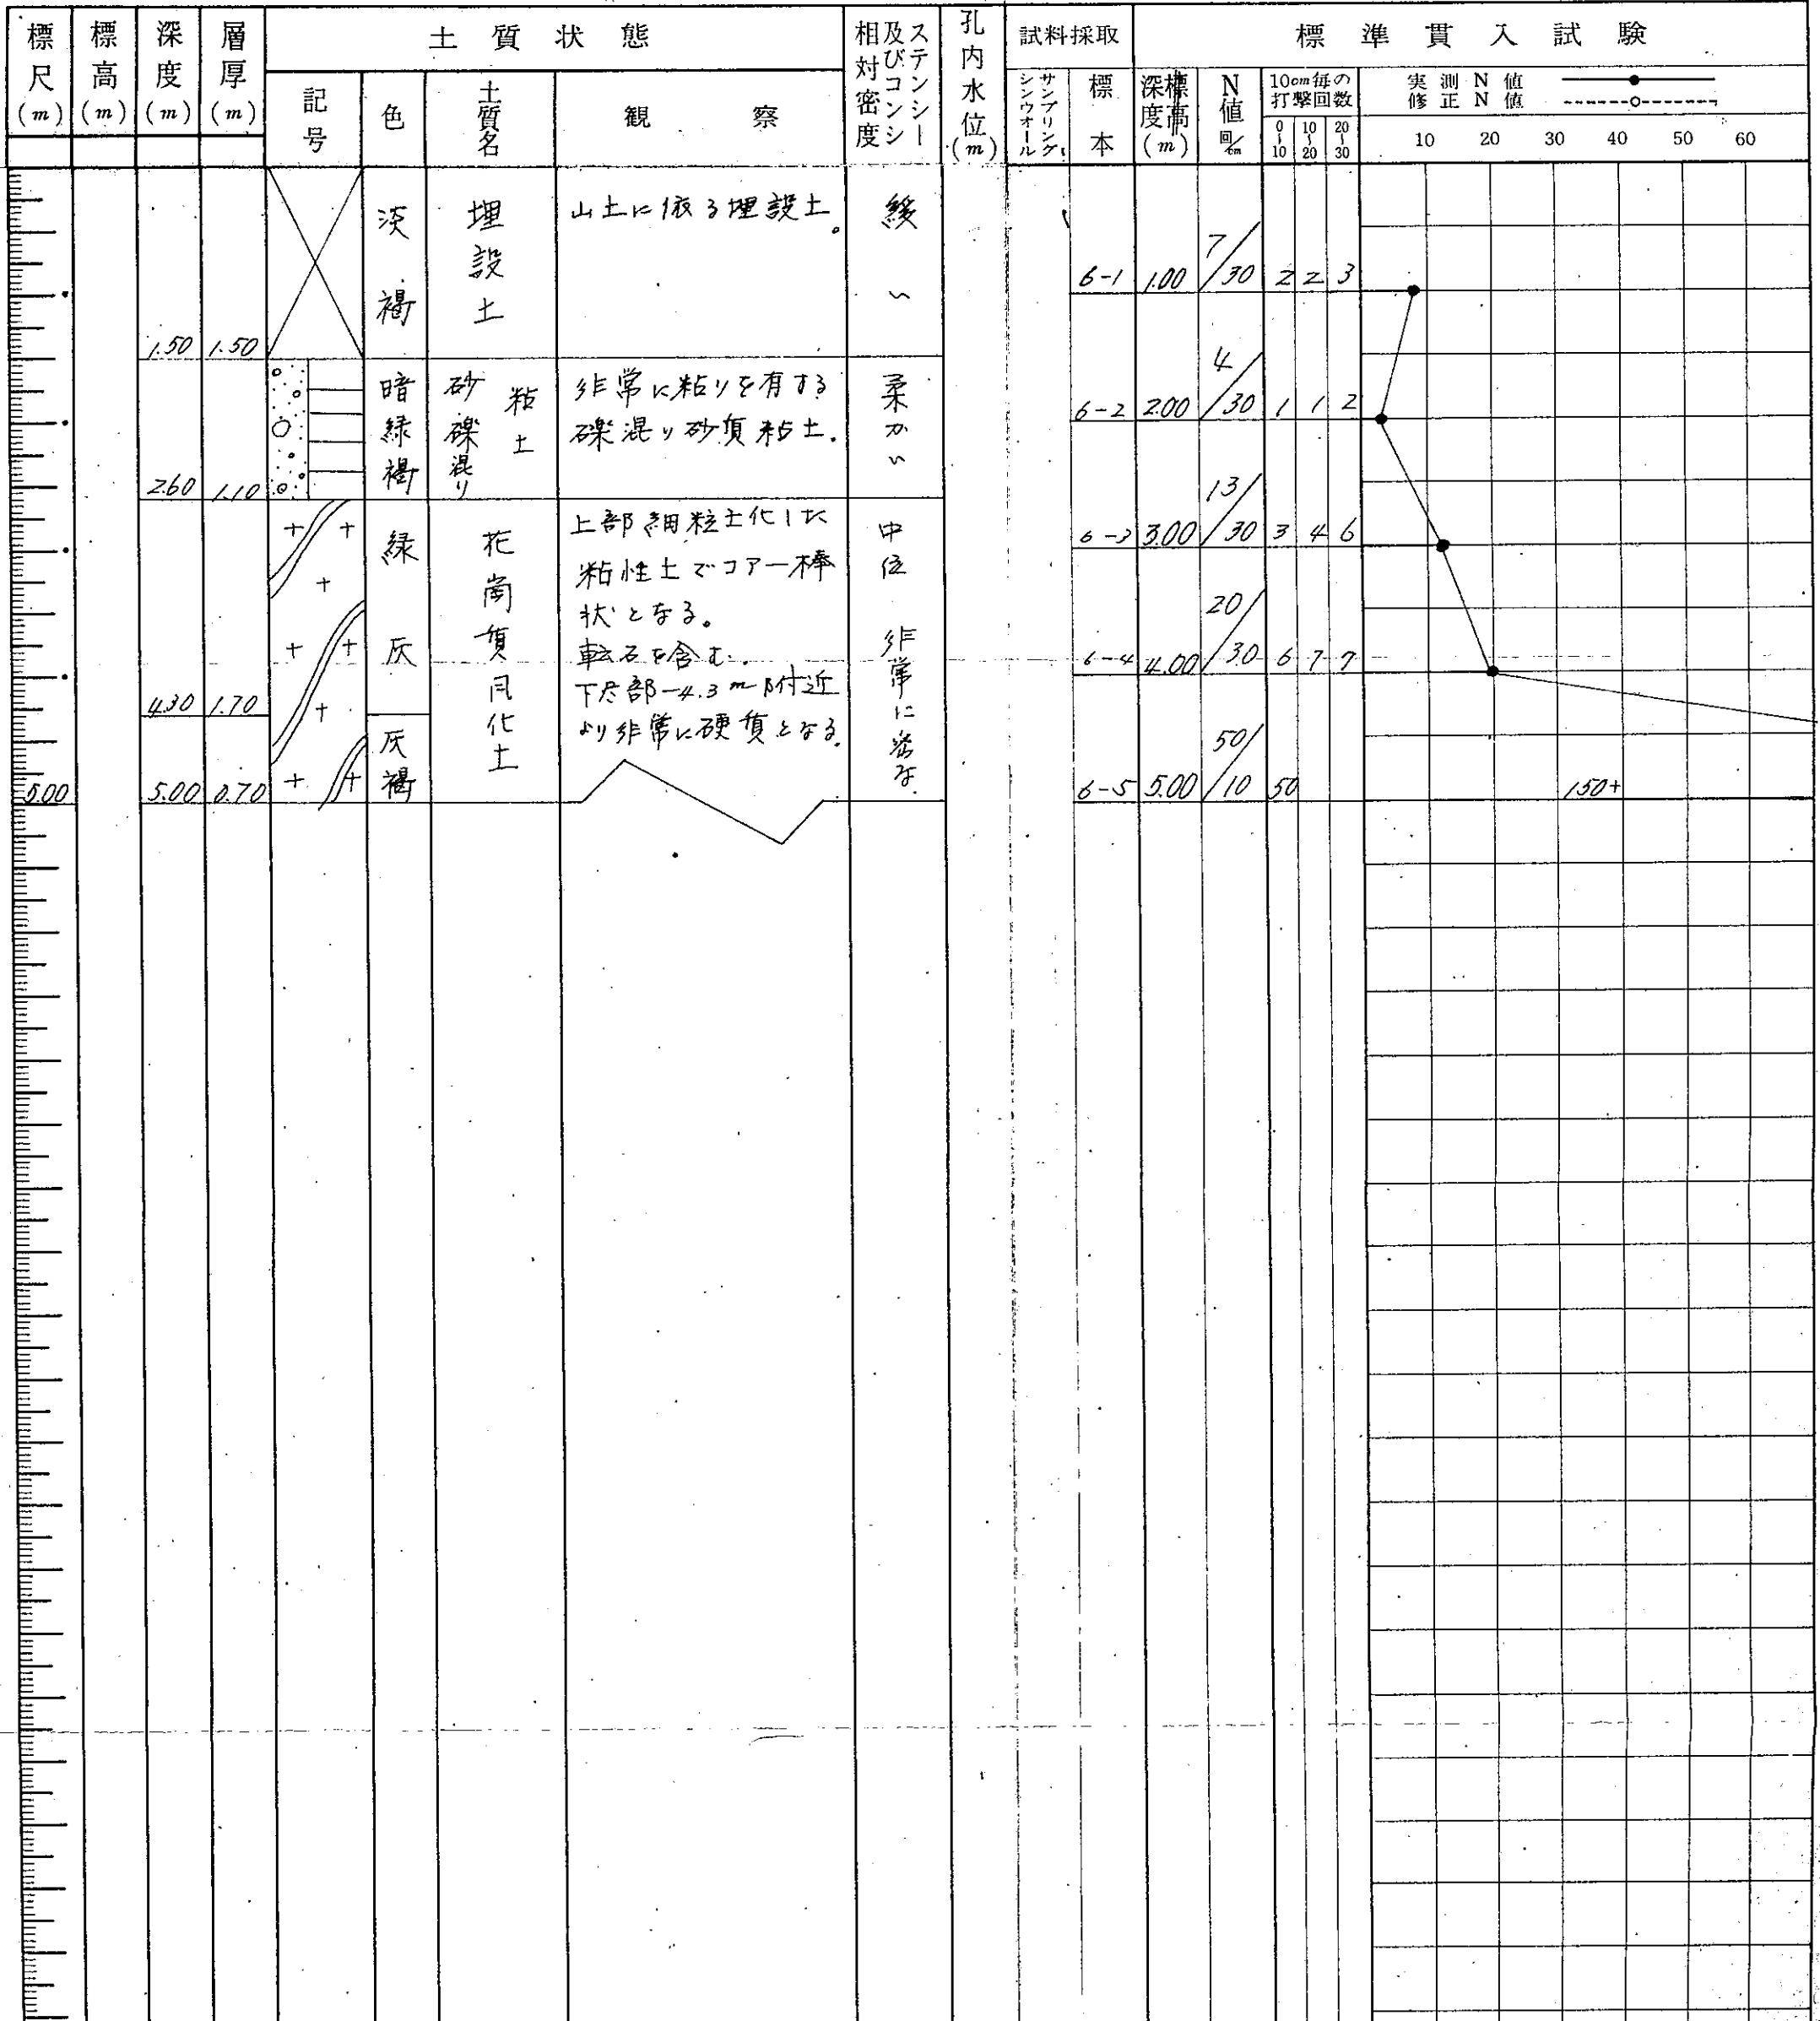 標尺(m) 標高(m) 深度(m) 層厚(m) 土質状態 相対密度及びコンシステンシー 孔内水位(m) 試料採取 標準貫入試験
記号 色 土質名 観察 シンウオールサンプリング 標本 深度(m) 標高 N値 回/cm 10cm毎の打撃回数 実測N値
修正N値
0~10 10~20 20~30 10 20 30 40 50 60
淡褐 埋設土 山土に依る埋設土。 緩い
6-1 1.00 7/30 2 2 3
1.50 1.50
暗緑褐 砂礫混り粘土 非常に粘りを有する
礫混り砂質粘土. 柔かい
6-2 2.00 4/30 1 1 2
2.60 1.10
緑灰 花崗質風化土 上部細粒土化した
粘性土でコアー棒
状となる。
転石を含む.
下尽部-4.3m付近
より非常に硬質となる.
中位 非常に密な.
6-3 3.00 13/30 3 4 6
6-4 4.00 20/30 6 7 7
4.30 1.70
灰褐
5.00 5.00 0.70 6-5 5.00 50/10 50 150+